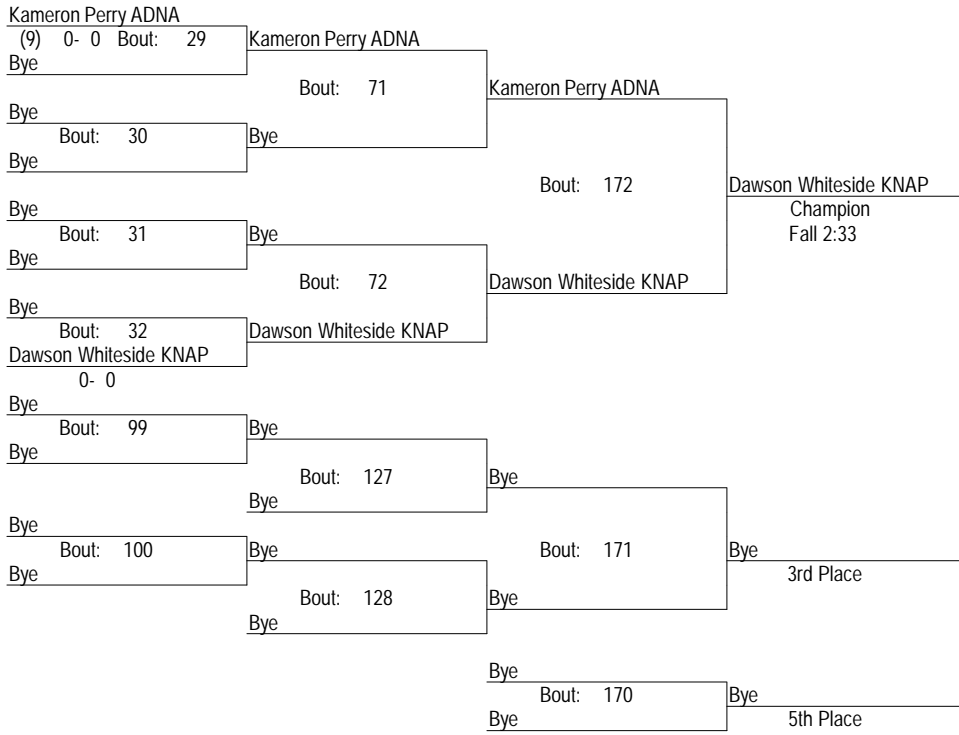 Kameron Perry ADNA
(9) 0- 0 Bout: 29
Kameron Perry ADNA
Bye
Bout: 71
Kameron Perry ADNA
Bye
Bout: 30
Bye
Bye
Bout: 172
Dawson Whiteside KNAP
Champion
Fall 2:33
Bye
Bout: 31
Bye
Bye
Bout: 72
Dawson Whiteside KNAP
Bye
Bout: 32
Dawson Whiteside KNAP
Dawson Whiteside KNAP
0- 0
Bye
Bout: 99
Bye
Bye
Bout: 127
Bye
Bye
Bye
Bout: 100
Bye
Bye
Bout: 171
Bye
3rd Place
Bout: 128
Bye
Bye
Bye
Bout: 170
Bye
Bye
5th Place